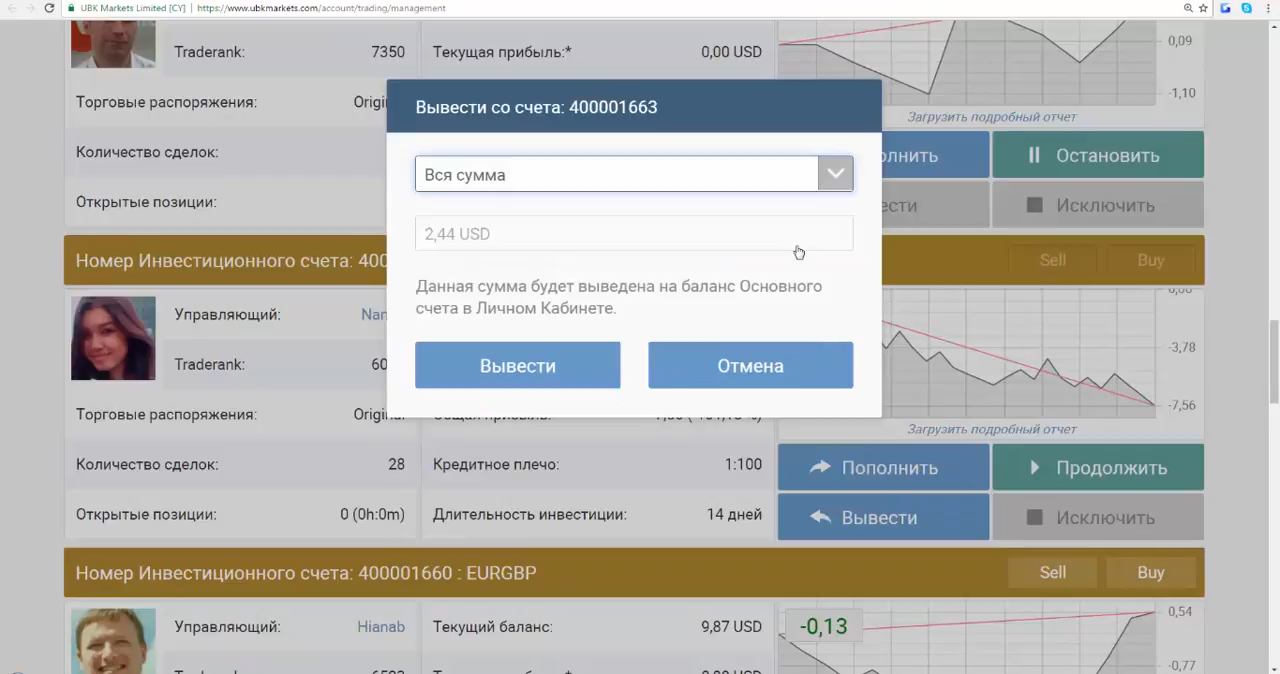 UBK Markets Limited [CY] | https://www.ubkmarkets.com/account/trading/management
Traderank: 7350
Текущая прибыль:* 0,00 USD
0,09
-1,10
Торговые распоряжения:
Загрузить подробный отчет
Количество сделок:
Остановить
Открытые позиции:
Исключить
Вывести со счета: 400001663
Вся сумма
2,44 USD
Данная сумма будет выведена на баланс Основного
счета в Личном Кабинете.
Вывести Отмена
Номер Инвестиционного счета:
Sell Buy
Управляющий:
Traderank:
-3,78
-7,56
Торговые распоряжения:
Загрузить подробный отчет
Количество сделок: 28
Кредитное плечо: 1:100
Пополнить Продолжить
Открытые позиции: 0 (0h:0m)
Длительность инвестиции: 14 дней
Вывести Исключить
Номер Инвестиционного счета: 400001660 : EURGBP
Sell Buy
Управляющий: Hianab
Текущий баланс: 9,87 USD
-0,13
0,54
-0,77